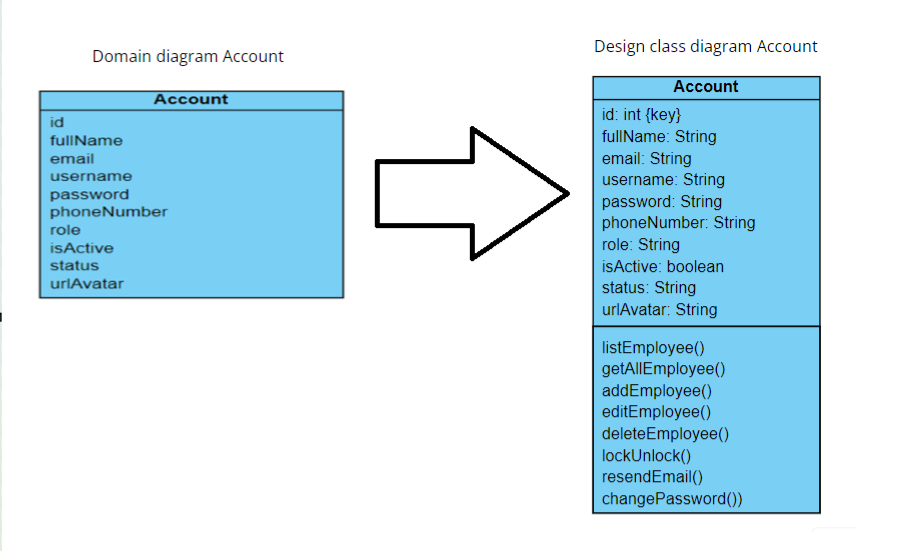 Domain diagram Account
Account
id
fullName
email
username
password
phoneNumber
role
isActive
status
urlAvatar
Design class diagram Account
Account
id: int {key}
fullName: String
email: String
username: String
password: String
phoneNumber: String
role: String
isActive: boolean
status: String
urlAvatar: String
listEmployee()
getAllEmployee()
addEmployee()
editEmployee()
deleteEmployee()
lockUnlock()
resendEmail()
changePassword())